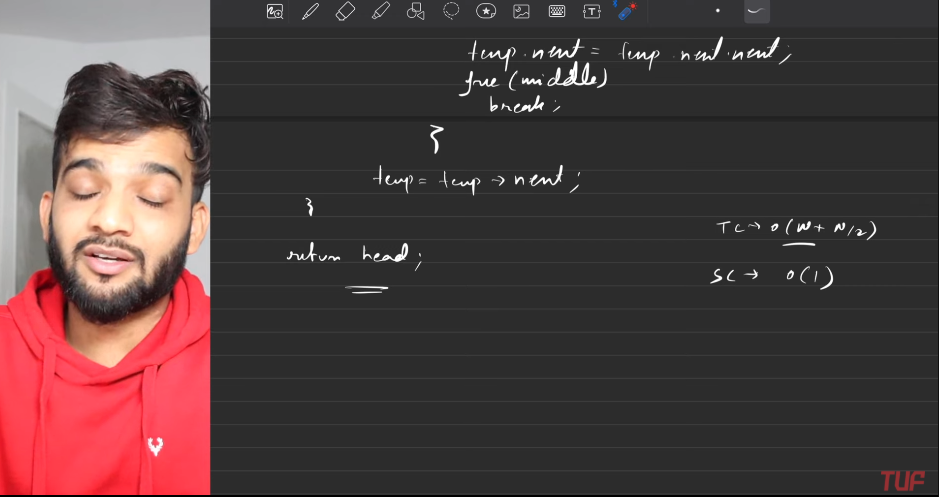 temp.next = temp.next.next;
free(middle)
break;
}
temp = temp → next;
}
return head;
TC → O(N + N/2)
SC → O(1)
TUF